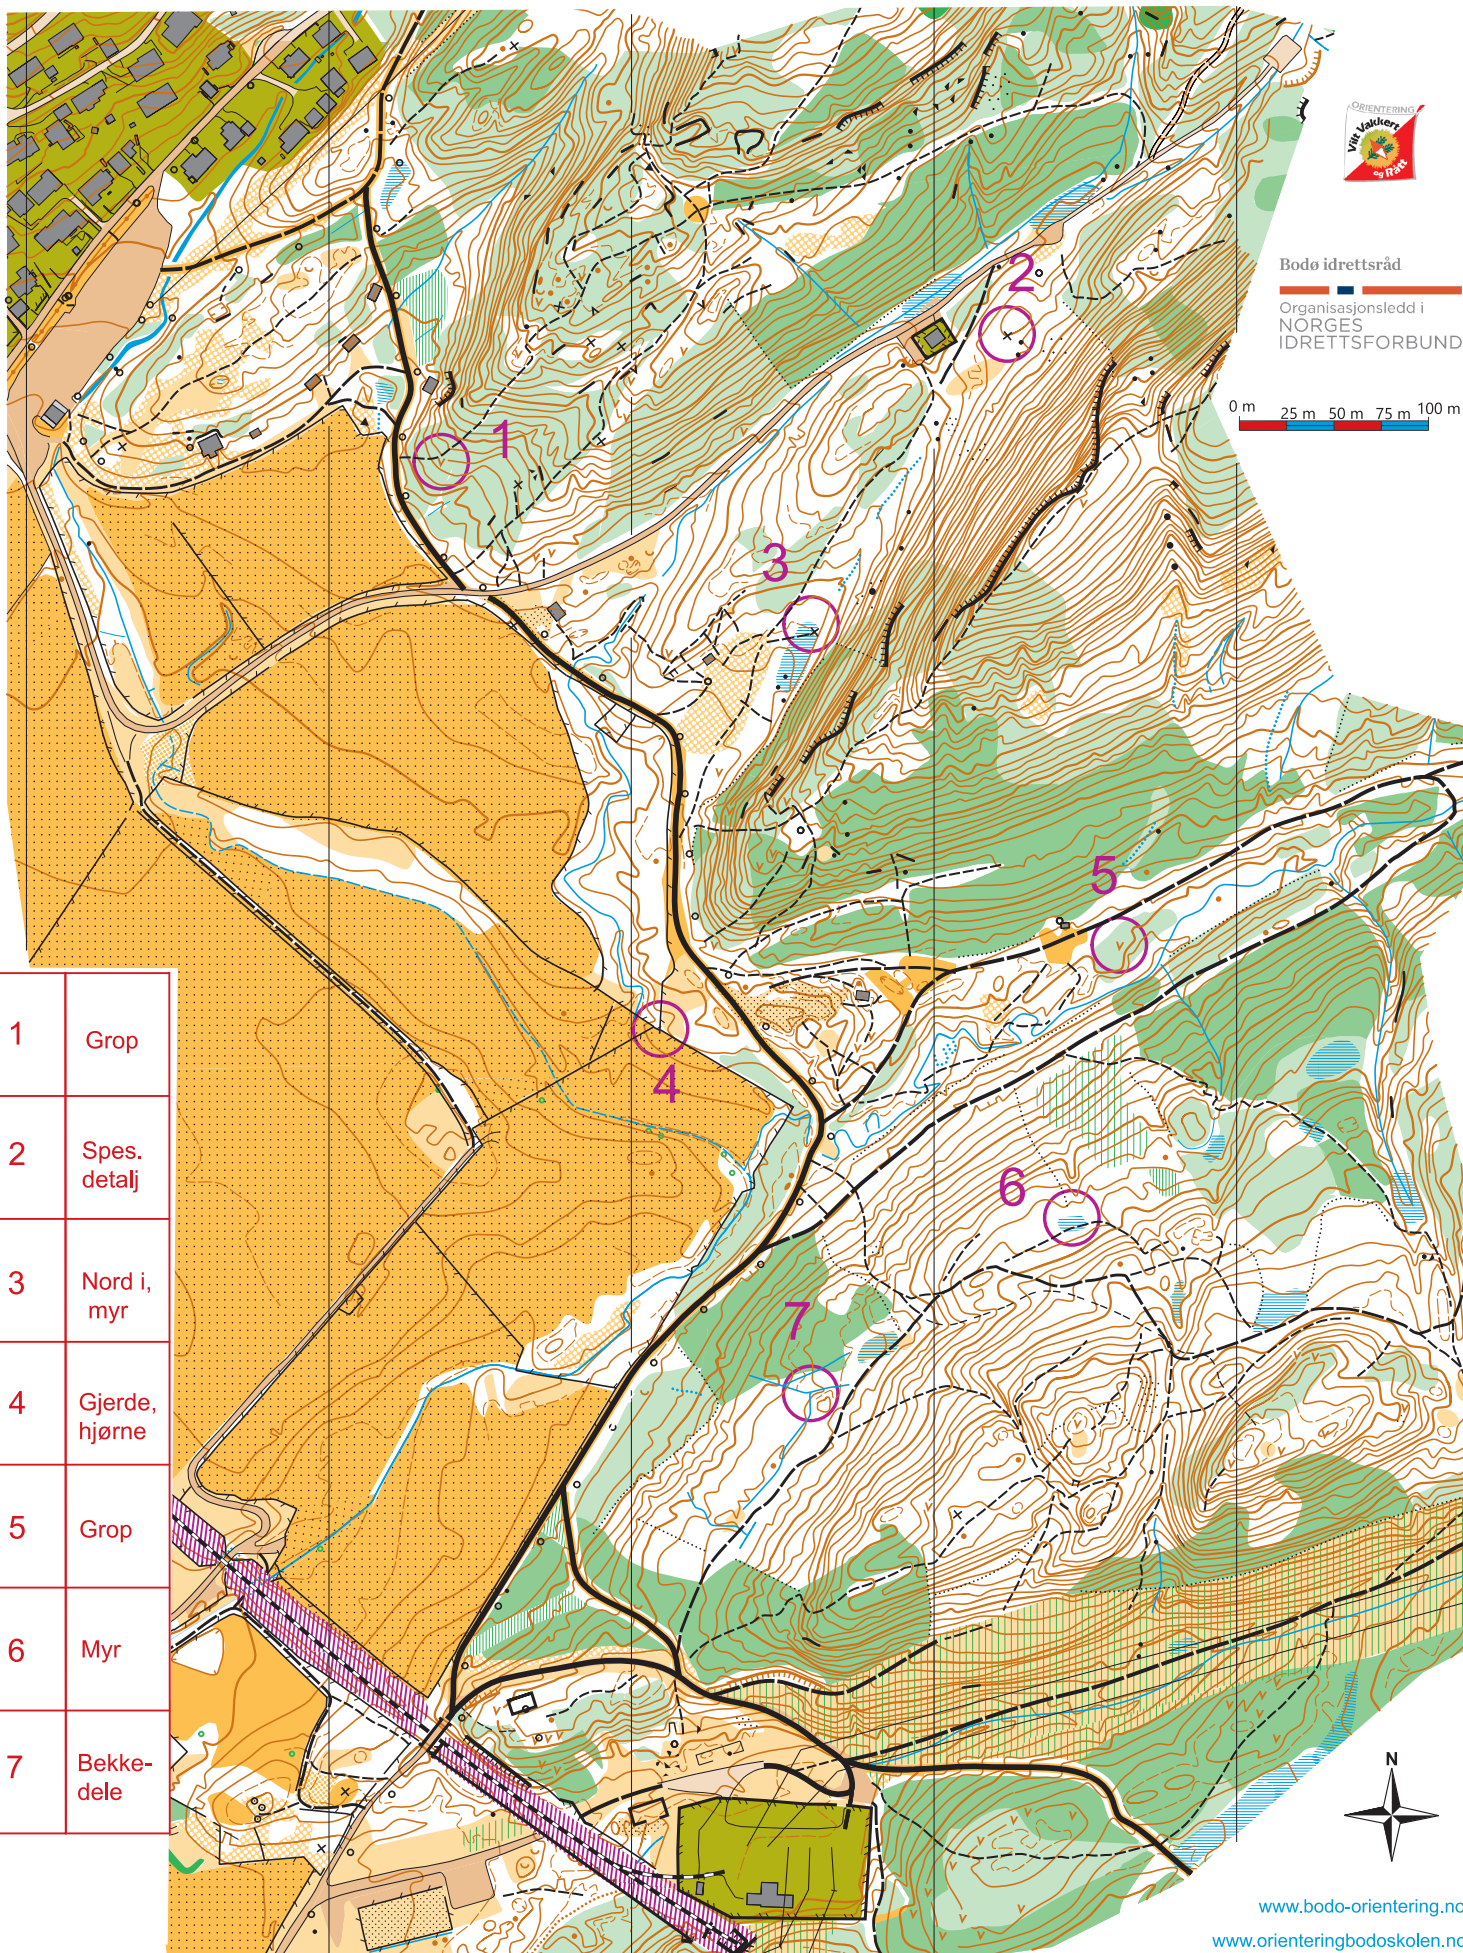 ORIENTERING
Vilt Vakkert
og Rått
Bodø idrettsråd
Organisasjonsledd i
NORGES
IDRETTSFORBUND
0 m 25 m 50 m 75 m 100 m
1
2
3
4
5
6
7
1 Grop
2 Spes.
detalj
3 Nord i,
myr
4 Gjerde,
hjørne
5 Grop
6 Myr
7 Bekke-
dele
N
www.bodo-orientering.no
www.orienteringbodoskolen.no